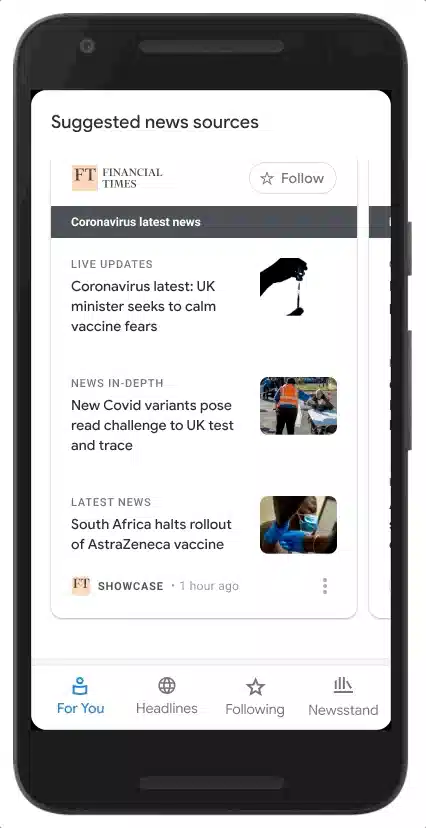 Suggested news sources
FT FINANCIAL
TIMES
Follow
Coronavirus latest news
LIVE UPDATES
Coronavirus latest: UK
minister seeks to calm
vaccine fears
NEWS IN-DEPTH
New Covid variants pose
read challenge to UK test
and trace
LATEST NEWS
South Africa halts rollout
of AstraZeneca vaccine
FT SHOWCASE • 1 hour ago
For You
Headlines
Following
Newsstand